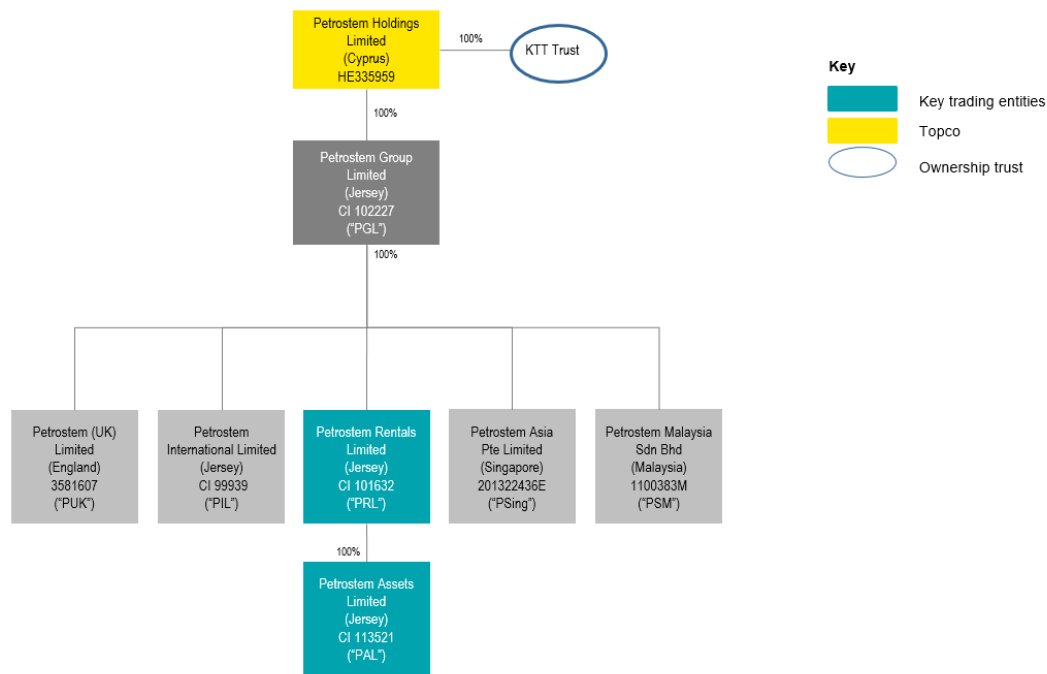 Petrostem Holdings
Limited
(Cyprus)
HE335959
100%
KTT Trust
Key
Key trading entities
Topco
Ownership trust
100%
Petrostem Group
Limited
(Jersey)
CI 102227
("PGL")
100%
Petrostem (UK)
Limited
(England)
3581607
("PUK")
Petrostem
International Limited
(Jersey)
CI 99939
("PIL")
Petrostem Rentals
Limited
(Jersey)
CI 101632
("PRL")
Petrostem Asia
Pte Limited
(Singapore)
201322436E
("PSing")
Petrostem Malaysia
Sdn Bhd
(Malaysia)
1100383M
("PSM")
100%
Petrostem Assets
Limited
(Jersey)
CI 113521
("PAL")